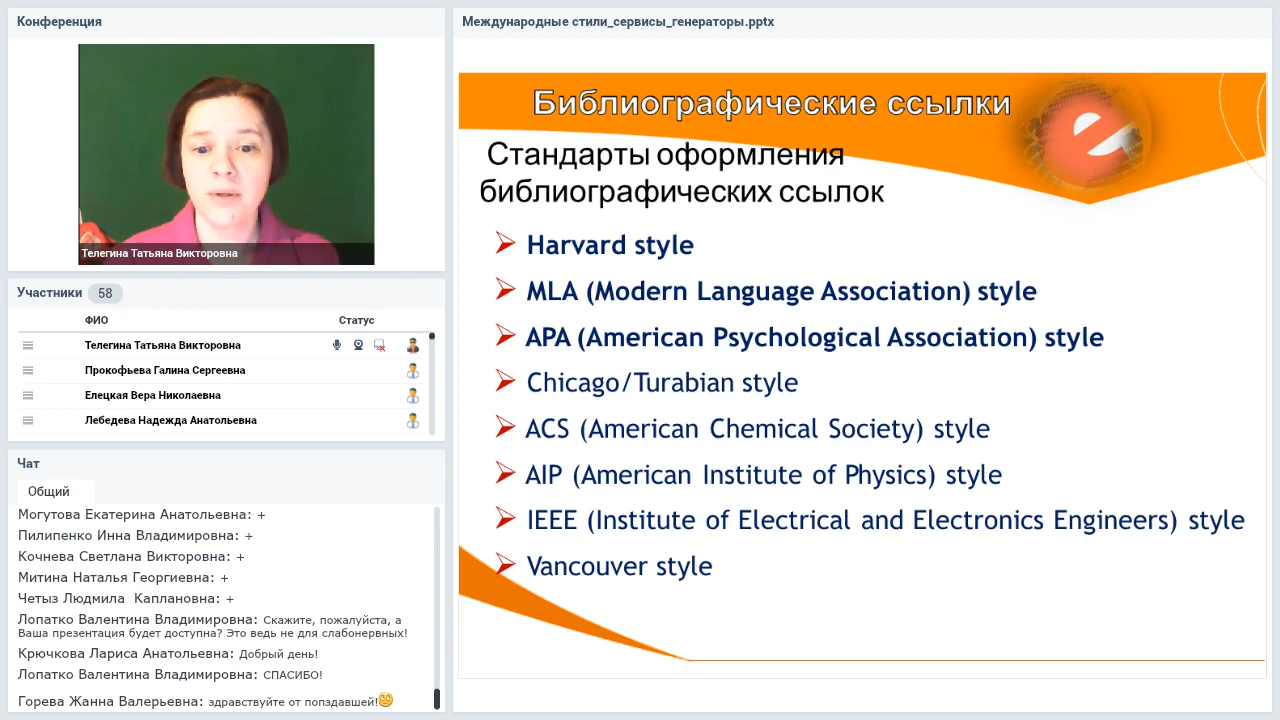 Конференция
Телегина Татьяна Викторовна
Участники 58
ФИО Статус
Телегина Татьяна Викторовна
Прокофьева Галина Сергеевна
Елецкая Вера Николаевна
Лебедева Надежда Анатольевна
Чат
Общий
Могутова Екатерина Анатольевна: +
Пилипенко Инна Владимировна: +
Кочнева Светлана Викторовна: +
Митина Наталья Георгиевна: +
Четыз Людмила Каплановна: +
Лопатко Валентина Владимировна: Скажите, пожалуйста, а
Ваша презентация будет доступна? Это ведь не для слабонервных!
Крючкова Лариса Анатольевна: Добрый день!
Лопатко Валентина Владимировна: СПАСИБО!
Горева Жанна Валерьевна: здравствуйте от попздавшей!
Международные стили_сервисы_генераторы.pptx
Библиографические ссылки
Стандарты оформления
библиографических ссылок
Harvard style
MLA (Modern Language Association) style
APA (American Psychological Association) style
Chicago/Turabian style
ACS (American Chemical Society) style
AIP (American Institute of Physics) style
IEEE (Institute of Electrical and Electronics Engineers) style
Vancouver style